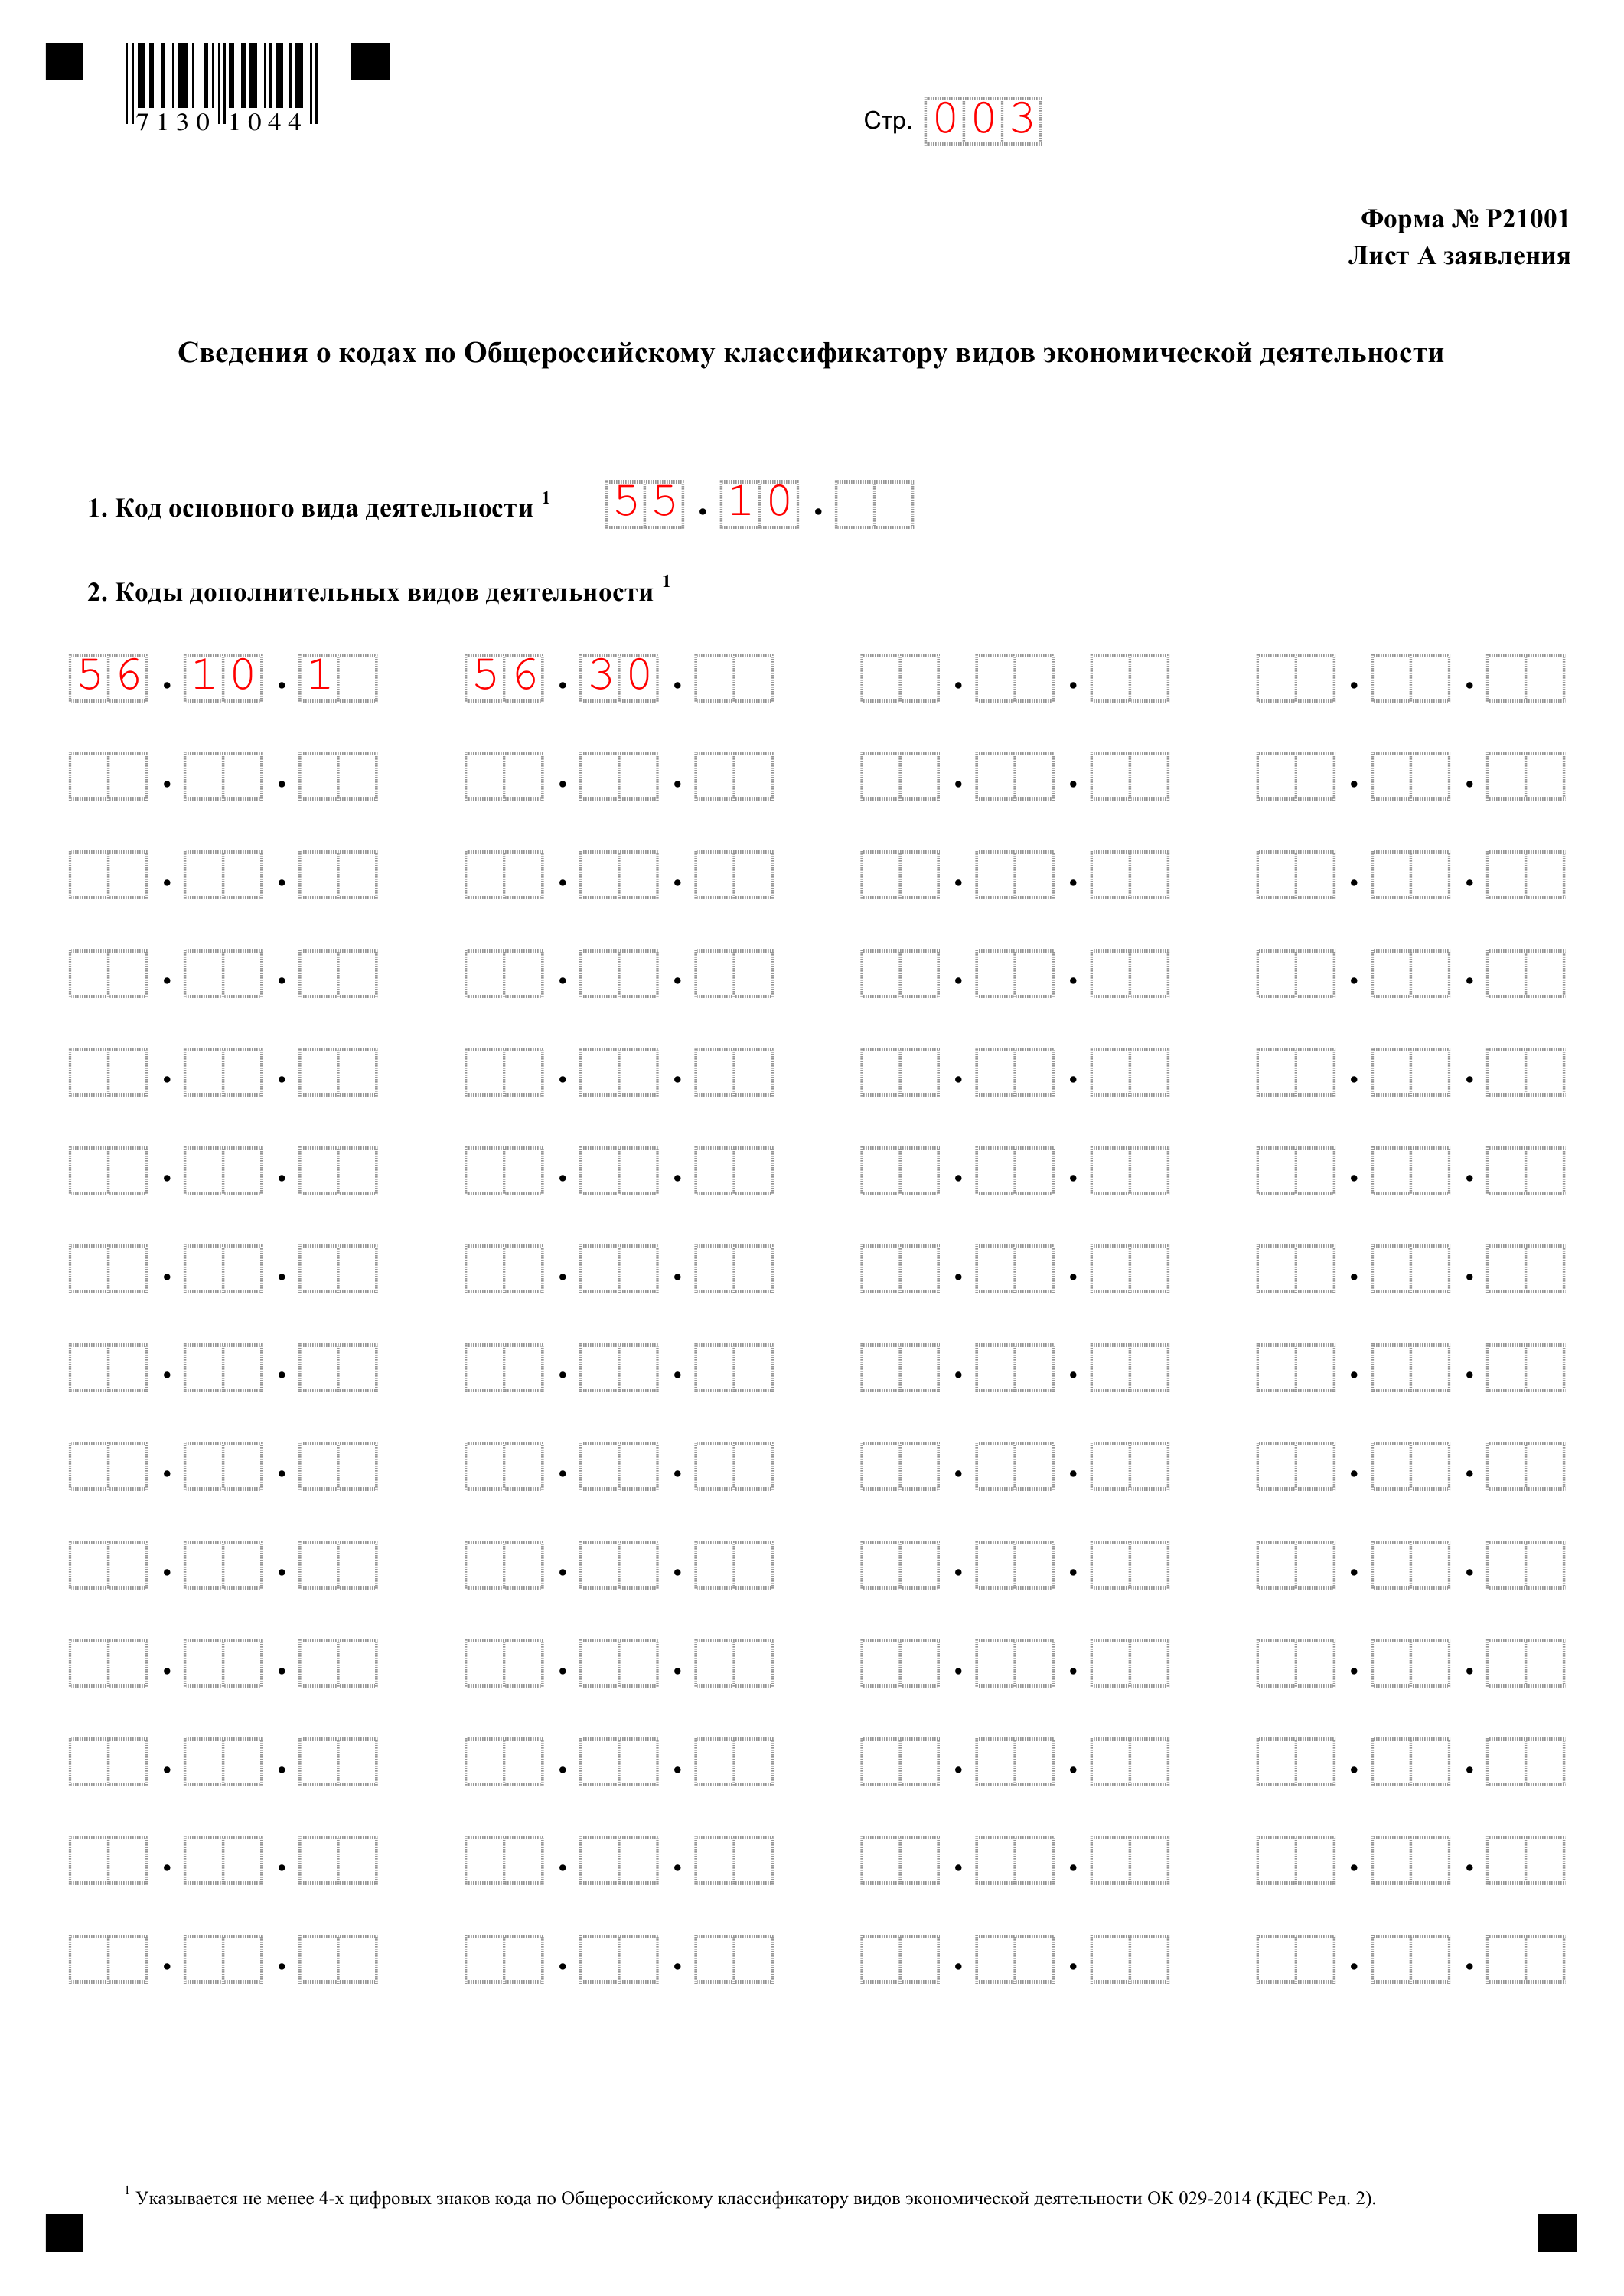 7130 1044
Стр. 003
Форма № Р21001
Лист А заявления
Сведения о кодах по Общероссийскому классификатору видов экономической деятельности
1. Код основного вида деятельности 1 55.10.
2. Коды дополнительных видов деятельности 1
56.10.1 56.30.
1 Указывается не менее 4-х цифровых знаков кода по Общероссийскому классификатору видов экономической деятельности ОК 029-2014 (КДЕС Ред. 2).